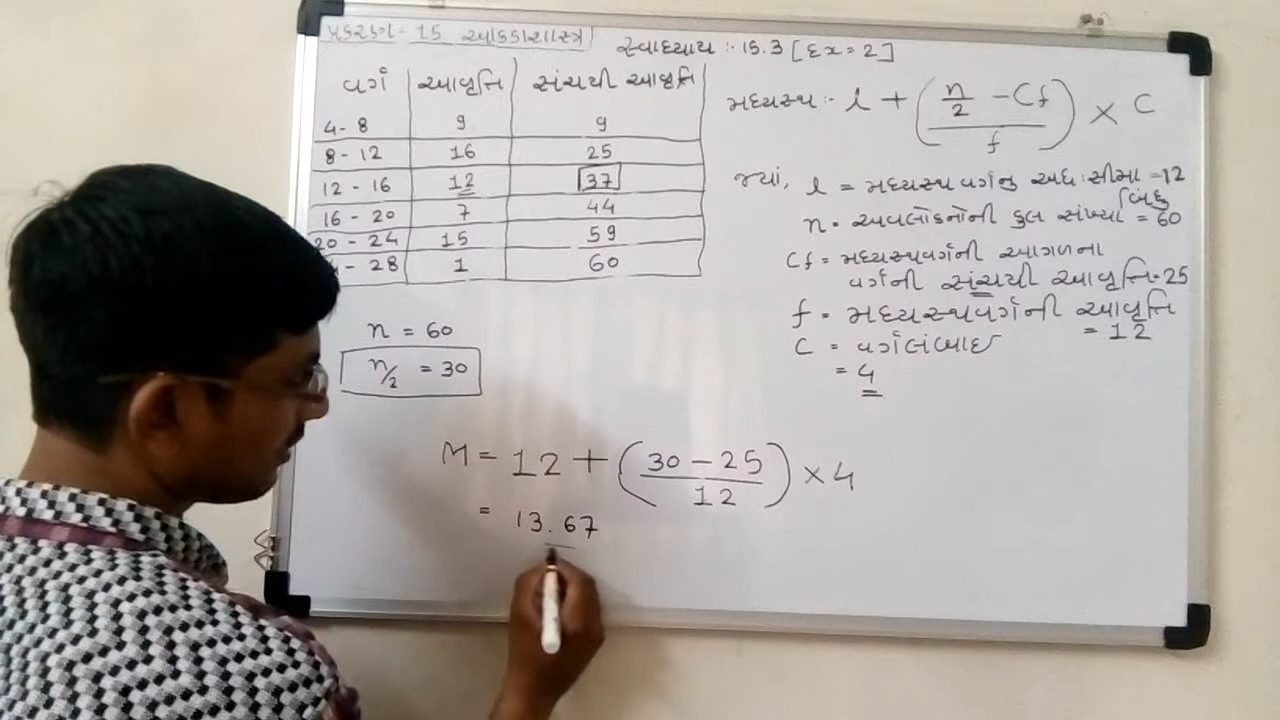 પ્રકરણ- 15 આંકડાશાસ્ત્ર
સ્વાધ્યાય :- 15.3 [Ex = 2]
વર્ગ આવૃત્તિ સંચયી આવૃત્તિ
4-8 9 9
8-12 16 25
12-16 12 37
16-20 7 44
20-24 15 59
-28 1 60
n = 60
n/2 = 30
મધ્યસ્થ:- l + ( (n/2 - Cf) / f ) × C
જ્યાં, l = મધ્યસ્થ વર્ગનું અધ:સીમા =12
બિંદુ
n = અવલોકનોની કુલ સંખ્યા = 60
Cf = મધ્યસ્થવર્ગની આગળના
વર્ગની સંચયી આવૃત્તિ=25
f = મધ્યસ્થવર્ગની આવૃત્તિ
= 12
C = વર્ગલંબાઈ
= 4
M = 12 + ( (30 - 25) / 12 ) × 4
= 13.67